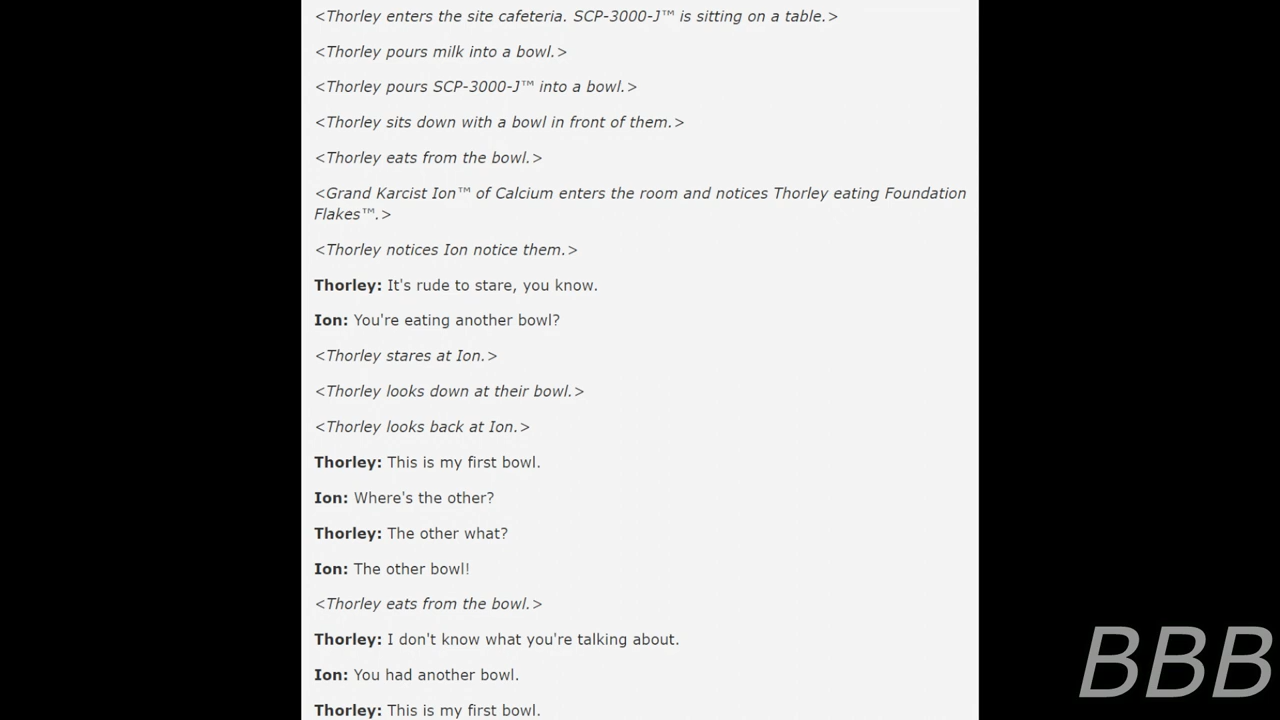 <Thorley enters the site cafeteria. SCP-3000-J™ is sitting on a table.>
<Thorley pours milk into a bowl.>
<Thorley pours SCP-3000-J™ into a bowl.>
<Thorley sits down with a bowl in front of them.>
<Thorley eats from the bowl.>
<Grand Karcist Ion™ of Calcium enters the room and notices Thorley eating Foundation
Flakes™.>
<Thorley notices Ion notice them.>
Thorley: It's rude to stare, you know.
Ion: You're eating another bowl?
<Thorley stares at Ion.>
<Thorley looks down at their bowl.>
<Thorley looks back at Ion.>
Thorley: This is my first bowl.
Ion: Where's the other?
Thorley: The other what?
Ion: The other bowl!
<Thorley eats from the bowl.>
Thorley: I don't know what you're talking about.
Ion: You had another bowl.
Thorley: This is my first bowl.
BBB